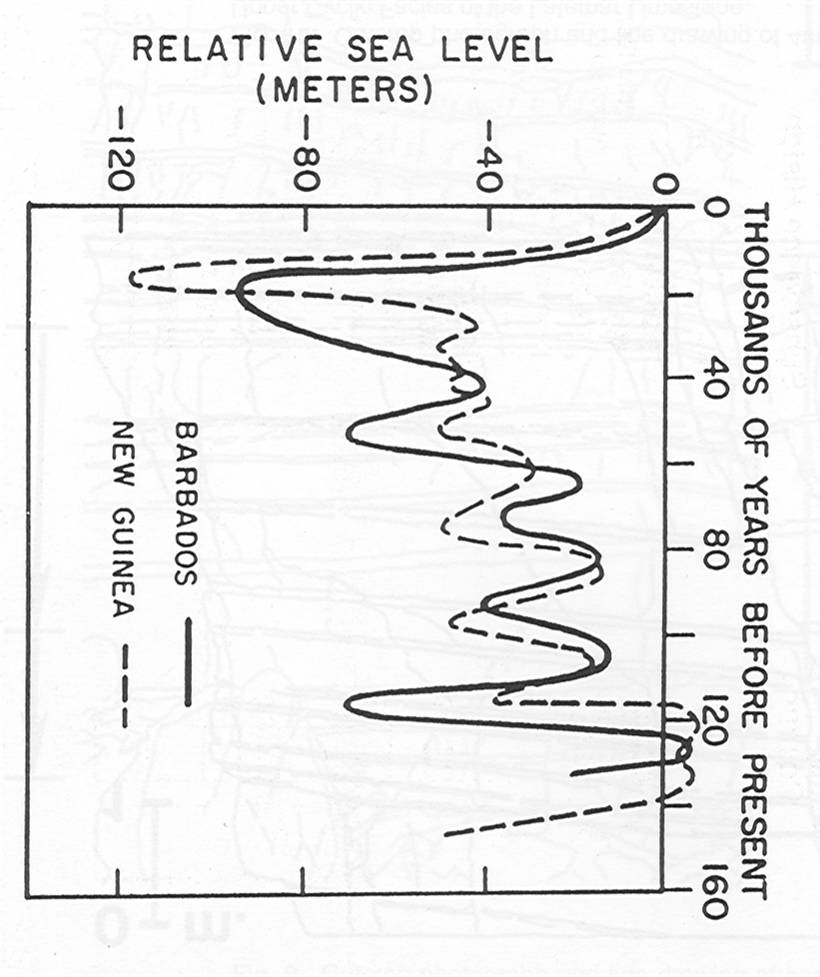 RELATIVE SEA LEVEL
(METERS)
-120
-80
-40
0
THOUSANDS OF YEARS BEFORE PRESENT
0
40
80
120
160
BARBADOS
NEW GUINEA